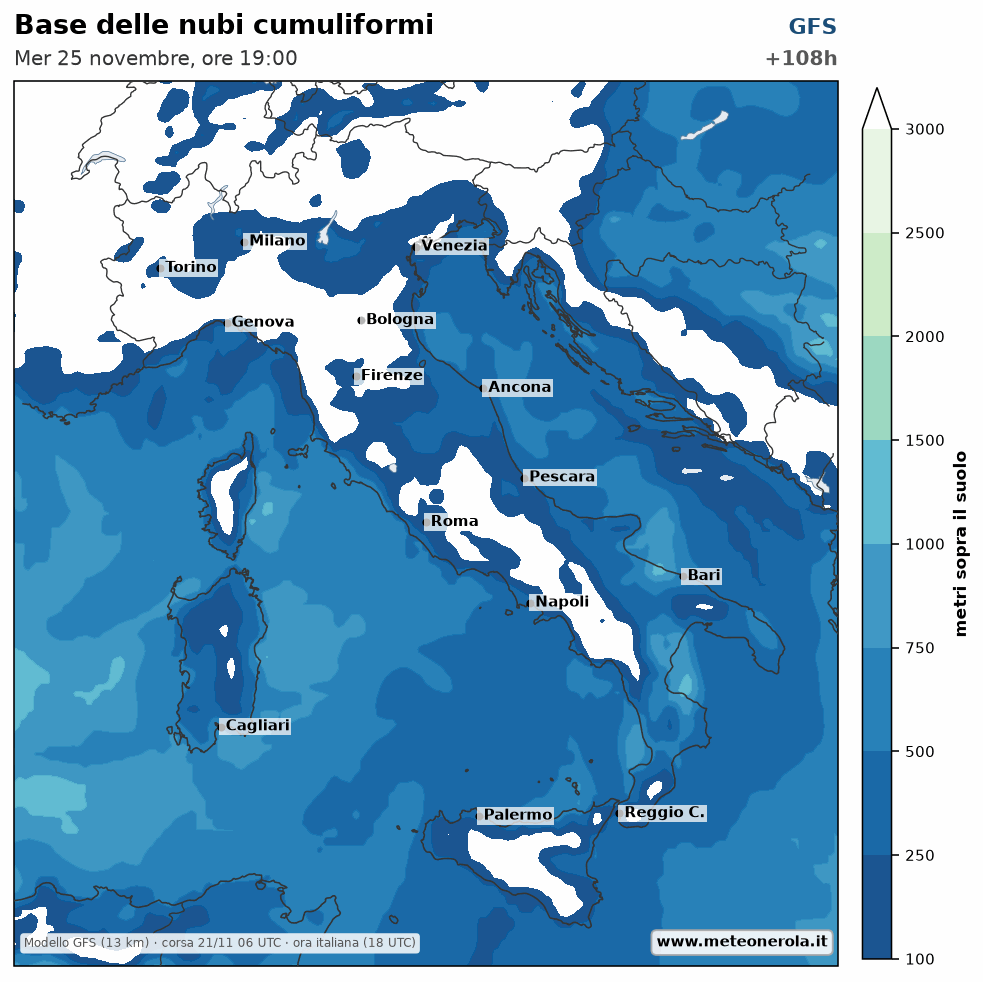 Base delle nubi cumuliformi
GFS
Mer 25 novembre, ore 19:00
+108h
Milano
Venezia
Torino
Genova
Bologna
Firenze
Ancona
Pescara
Roma
Bari
Napoli
Cagliari
Palermo
Reggio C.
3000
2500
2000
1500
1000
750
500
250
100
metri sopra il suolo
Modello GFS (13 km) · corsa 21/11 06 UTC · ora italiana (18 UTC)
www.meteonerola.it